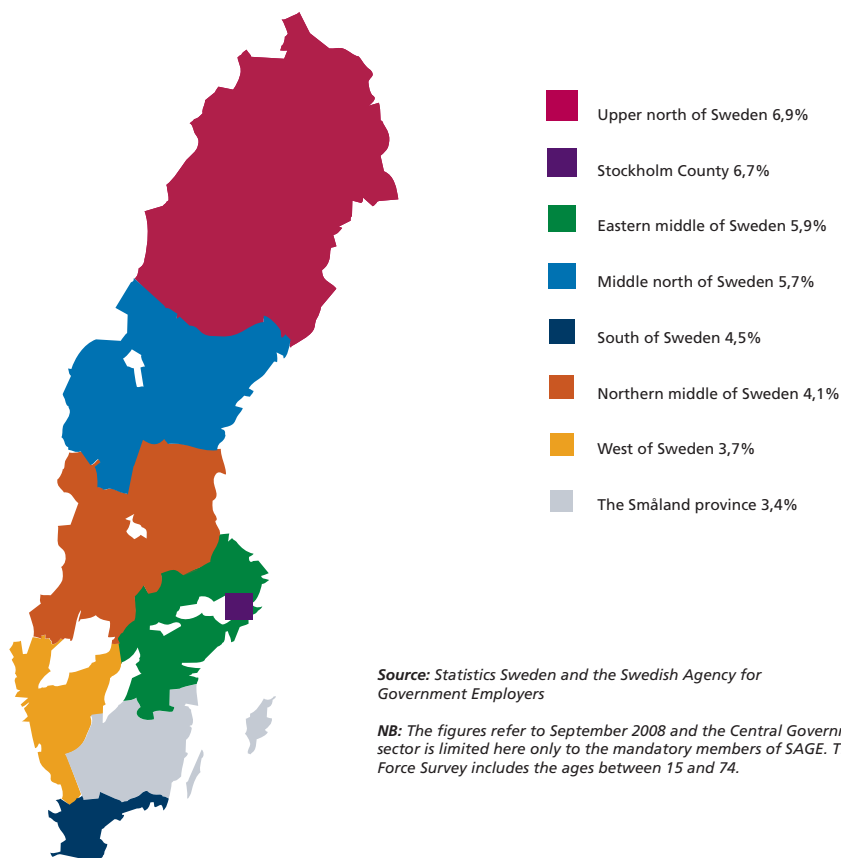 Upper north of Sweden 6,9%
Stockholm County 6,7%
Eastern middle of Sweden 5,9%
Middle north of Sweden 5,7%
South of Sweden 4,5%
Northern middle of Sweden 4,1%
West of Sweden 3,7%
The Småland province 3,4%
Source: Statistics Sweden and the Swedish Agency for
Government Employers
NB: The figures refer to September 2008 and the Central
sector is limited here only to the mandatory members of SAGE.
Force Survey includes the ages between 15 and 74.